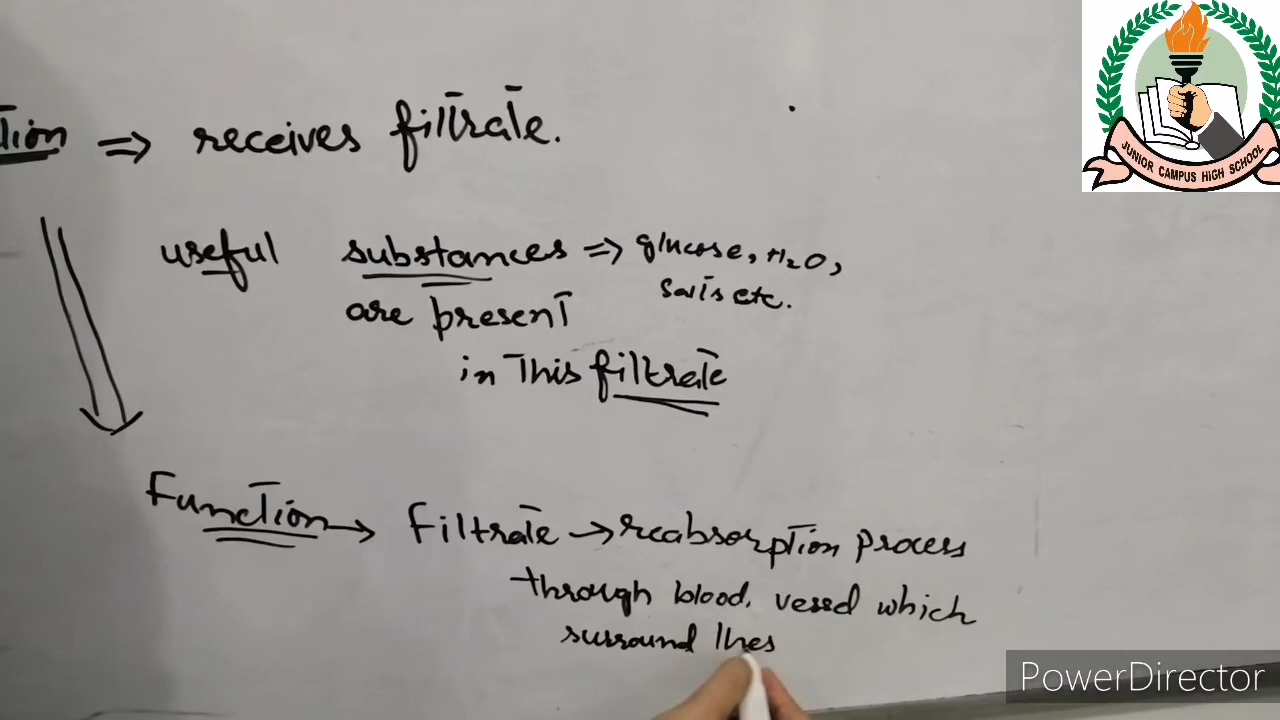 tion => receives filtrate.
useful substances => glucose, H2O,
salts etc.
are present
in This filtrate
Function → Filtrate → reabsorption process
through blood. vessel which
surround thes
JUNIOR CAMPUS HIGH SCHOOL
PowerDirector